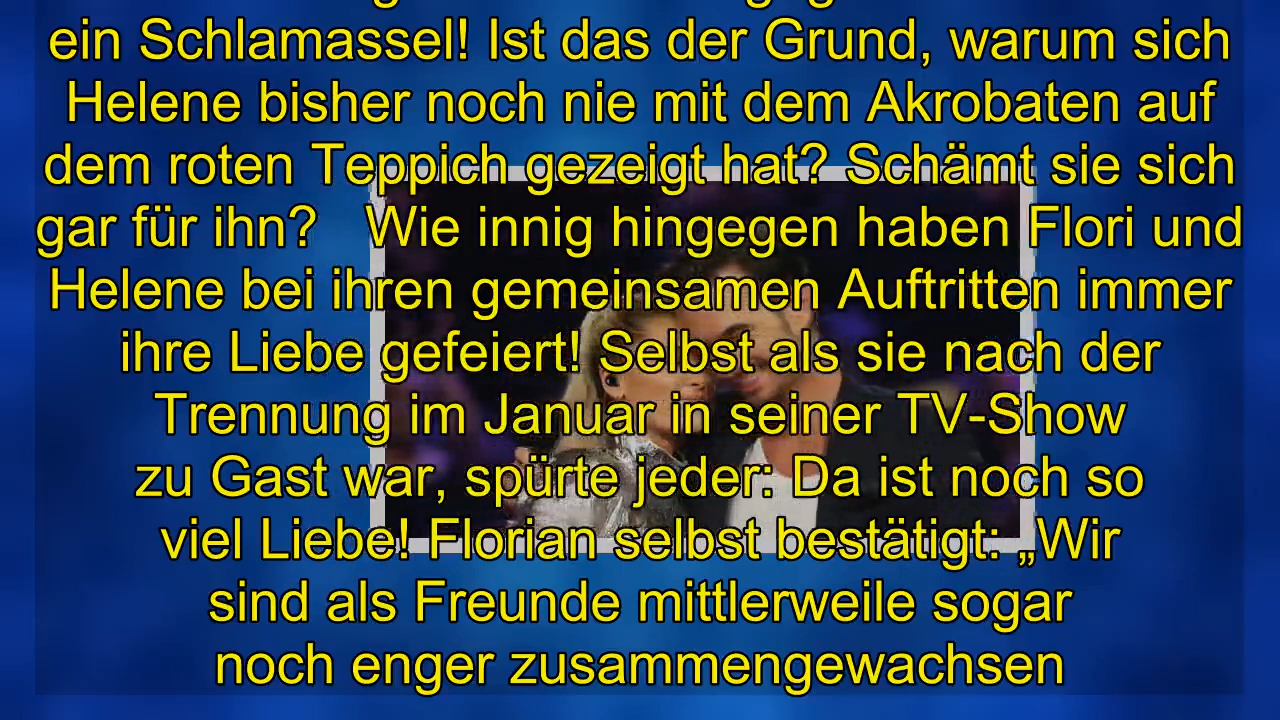 ein Schlamassel! Ist das der Grund, warum sich
Helene bisher noch nie mit dem Akrobaten auf
dem roten Teppich gezeigt hat? Schämt sie sich
gar für ihn? Wie innig hingegen haben Flori und
Helene bei ihren gemeinsamen Auftritten immer
ihre Liebe gefeiert! Selbst als sie nach der
Trennung im Januar in seiner TV-Show
zu Gast war, spürte jeder: Da ist noch so
viel Liebe! Florian selbst bestätigt: „Wir
sind als Freunde mittlerweile sogar
noch enger zusammengewachsen